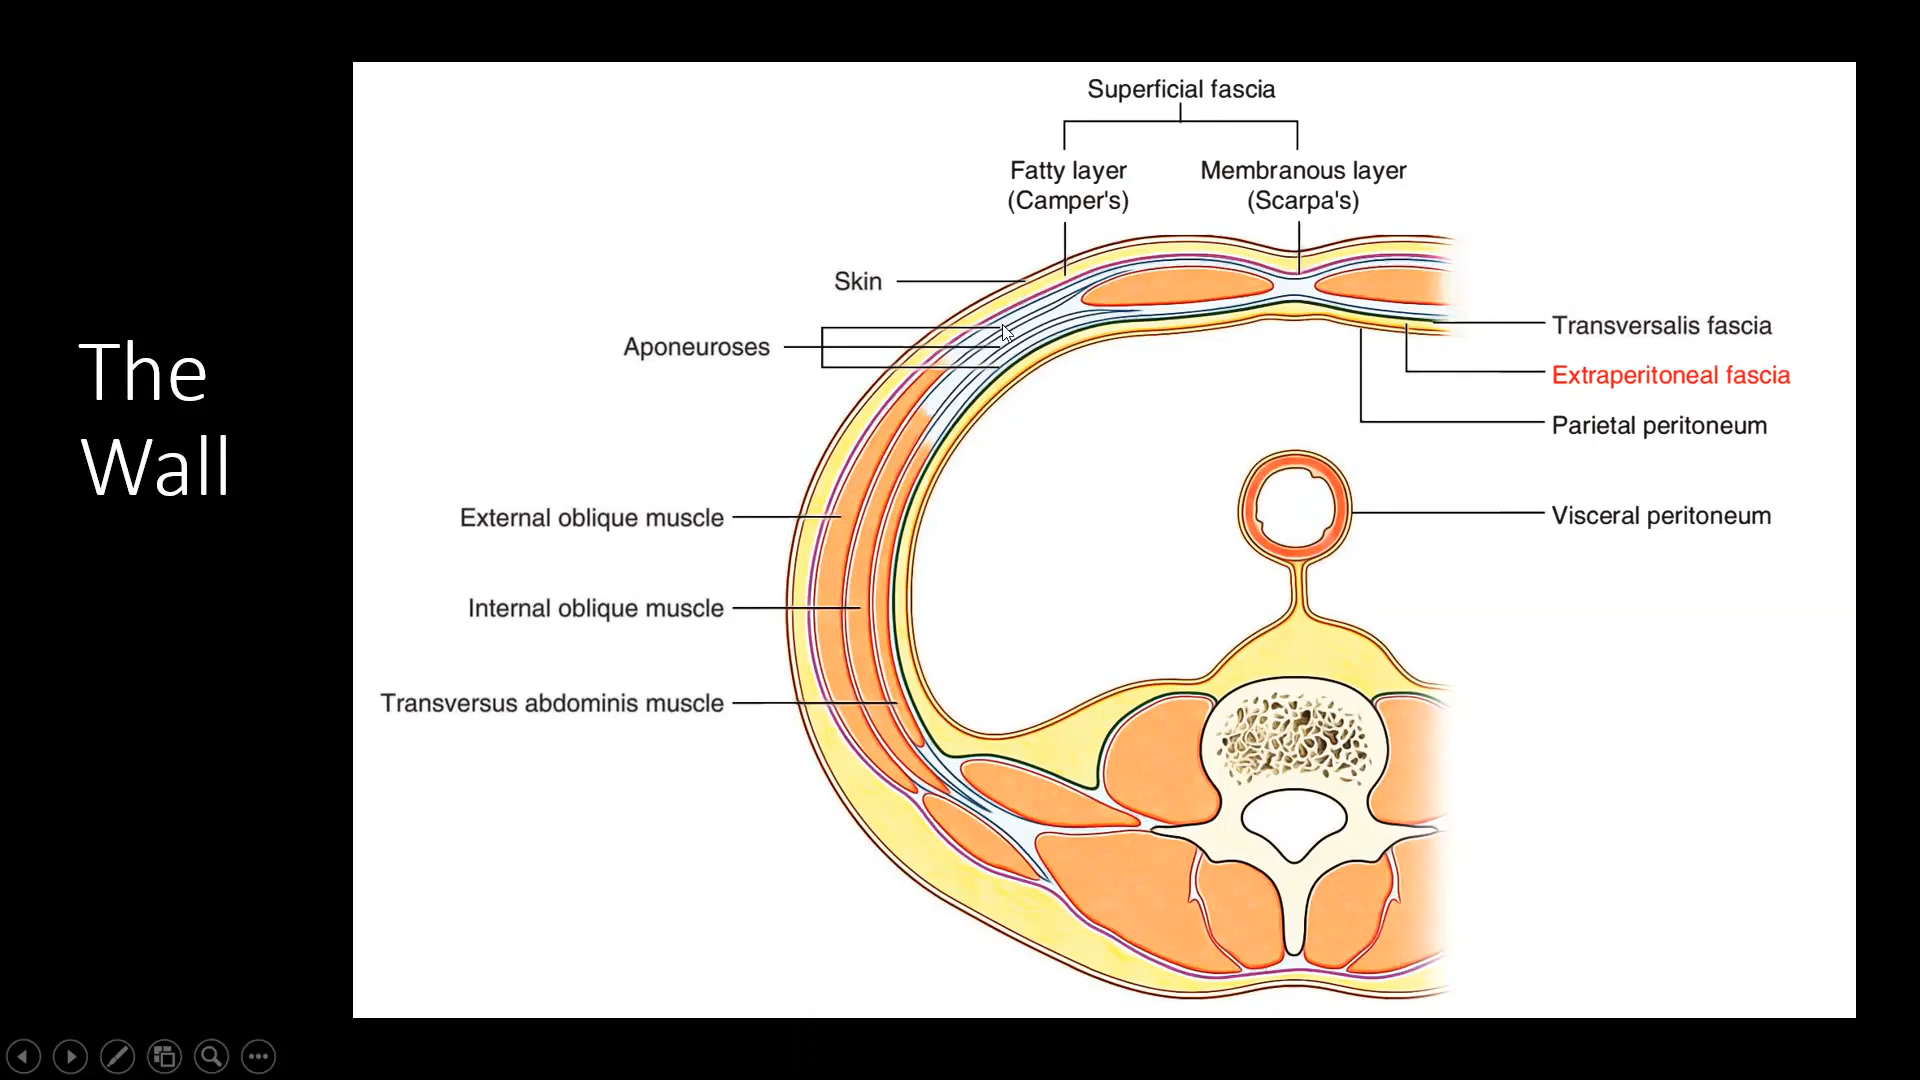 The
Wall
Superficial fascia
Fatty layer
(Camper's)
Membranous layer
(Scarpa's)
Skin
Aponeuroses
External oblique muscle
Internal oblique muscle
Transversus abdominis muscle
Transversalis fascia
Extraperitoneal fascia
Parietal peritoneum
Visceral peritoneum